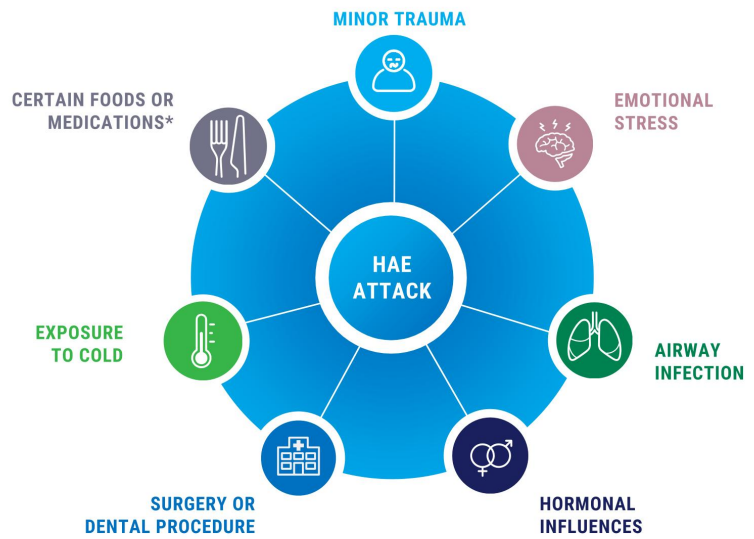 MINOR TRAUMA
CERTAIN FOODS OR
MEDICATIONS*
EMOTIONAL
STRESS
HAE
ATTACK
EXPOSURE
TO COLD
AIRWAY
INFECTION
SURGERY OR
DENTAL PROCEDURE
HORMONAL
INFLUENCES